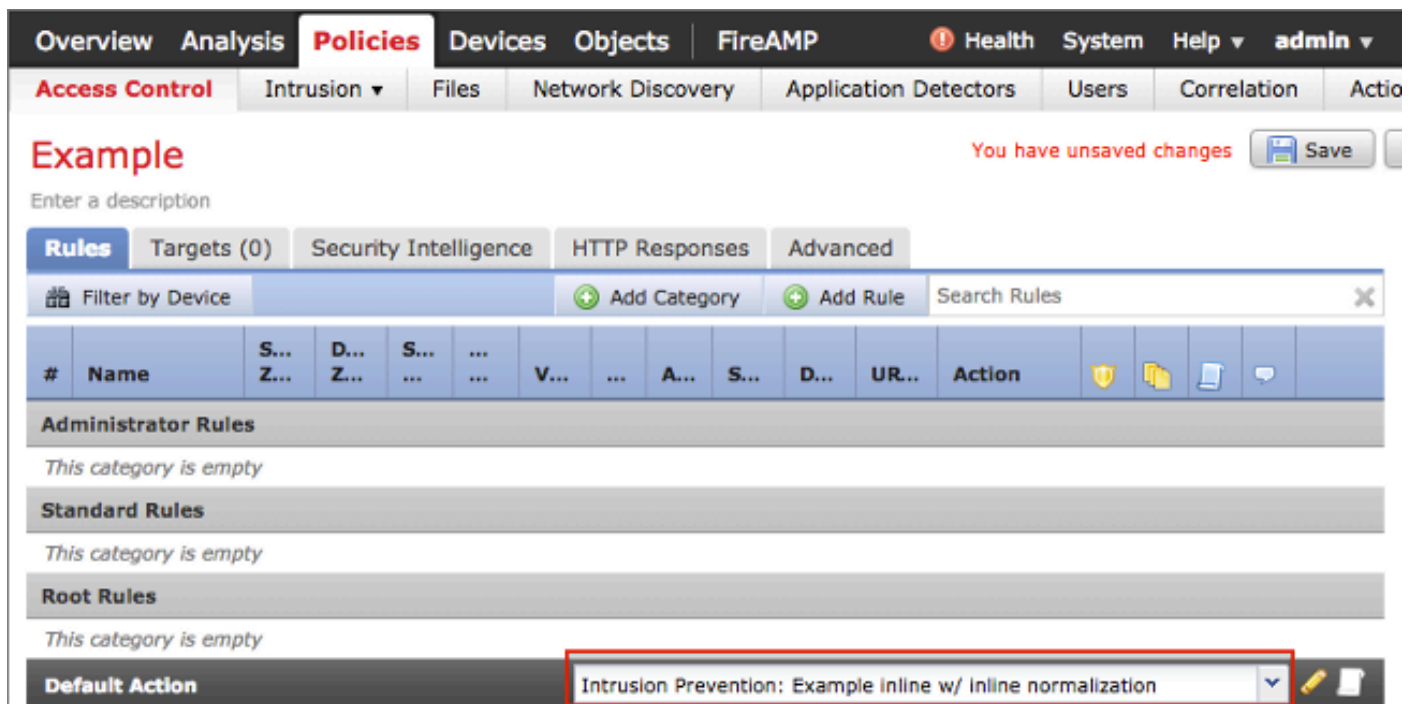 Overview Analysis Policies Devices Objects FireAMP Health System Help admin
Access Control Intrusion Files Network Discovery Application Detectors Users Correlation Actio
Example You have unsaved changes Save
Enter a description
Rules Targets (0) Security Intelligence HTTP Responses Advanced
Filter by Device Add Category Add Rule Search Rules
# Name S... Z... D... Z... S... ... ... ... V... ... A... S... D... UR... Action
Administrator Rules
This category is empty
Standard Rules
This category is empty
Root Rules
This category is empty
Default Action Intrusion Prevention: Example inline w/ inline normalization